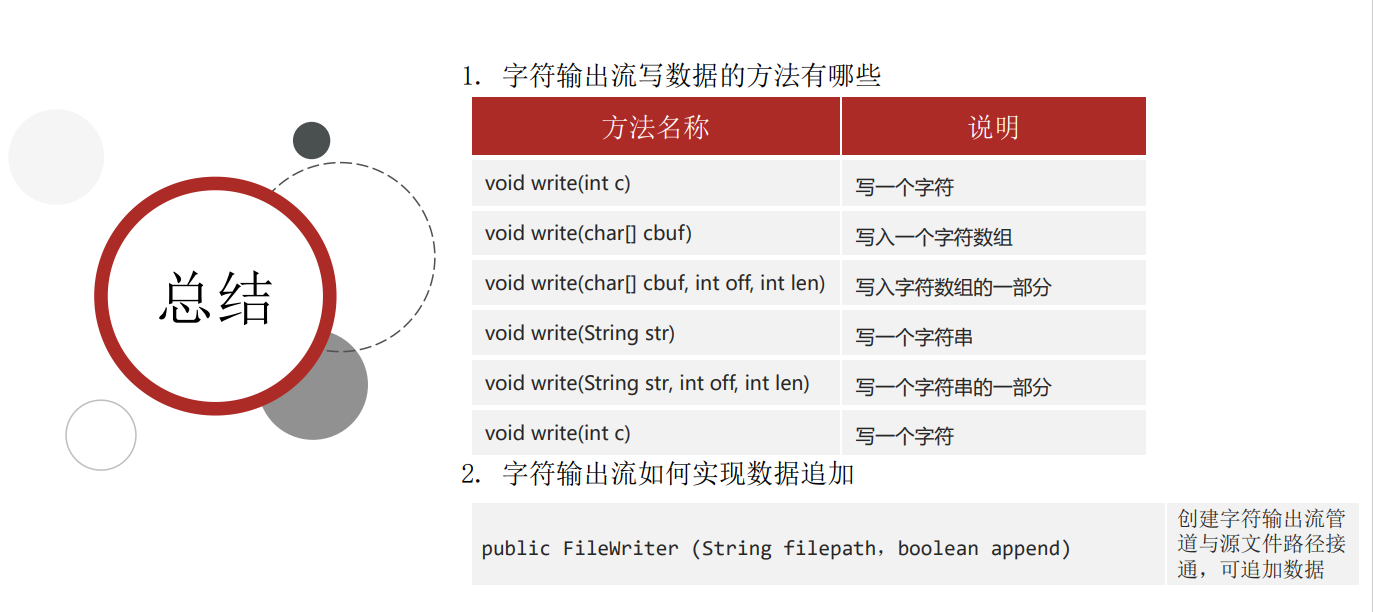 总结
1. 字符输出流写数据的方法有哪些
方法名称 说明
void write(int c) 写一个字符
void write(char[] cbuf) 写入一个字符数组
void write(char[] cbuf, int off, int len) 写入字符数组的一部分
void write(String str) 写一个字符串
void write(String str, int off, int len) 写一个字符串的一部分
void write(int c) 写一个字符
2. 字符输出流如何实现数据追加
public FileWriter (String filepath，boolean append)
创建字符输出流管
道与源文件路径接
通，可追加数据